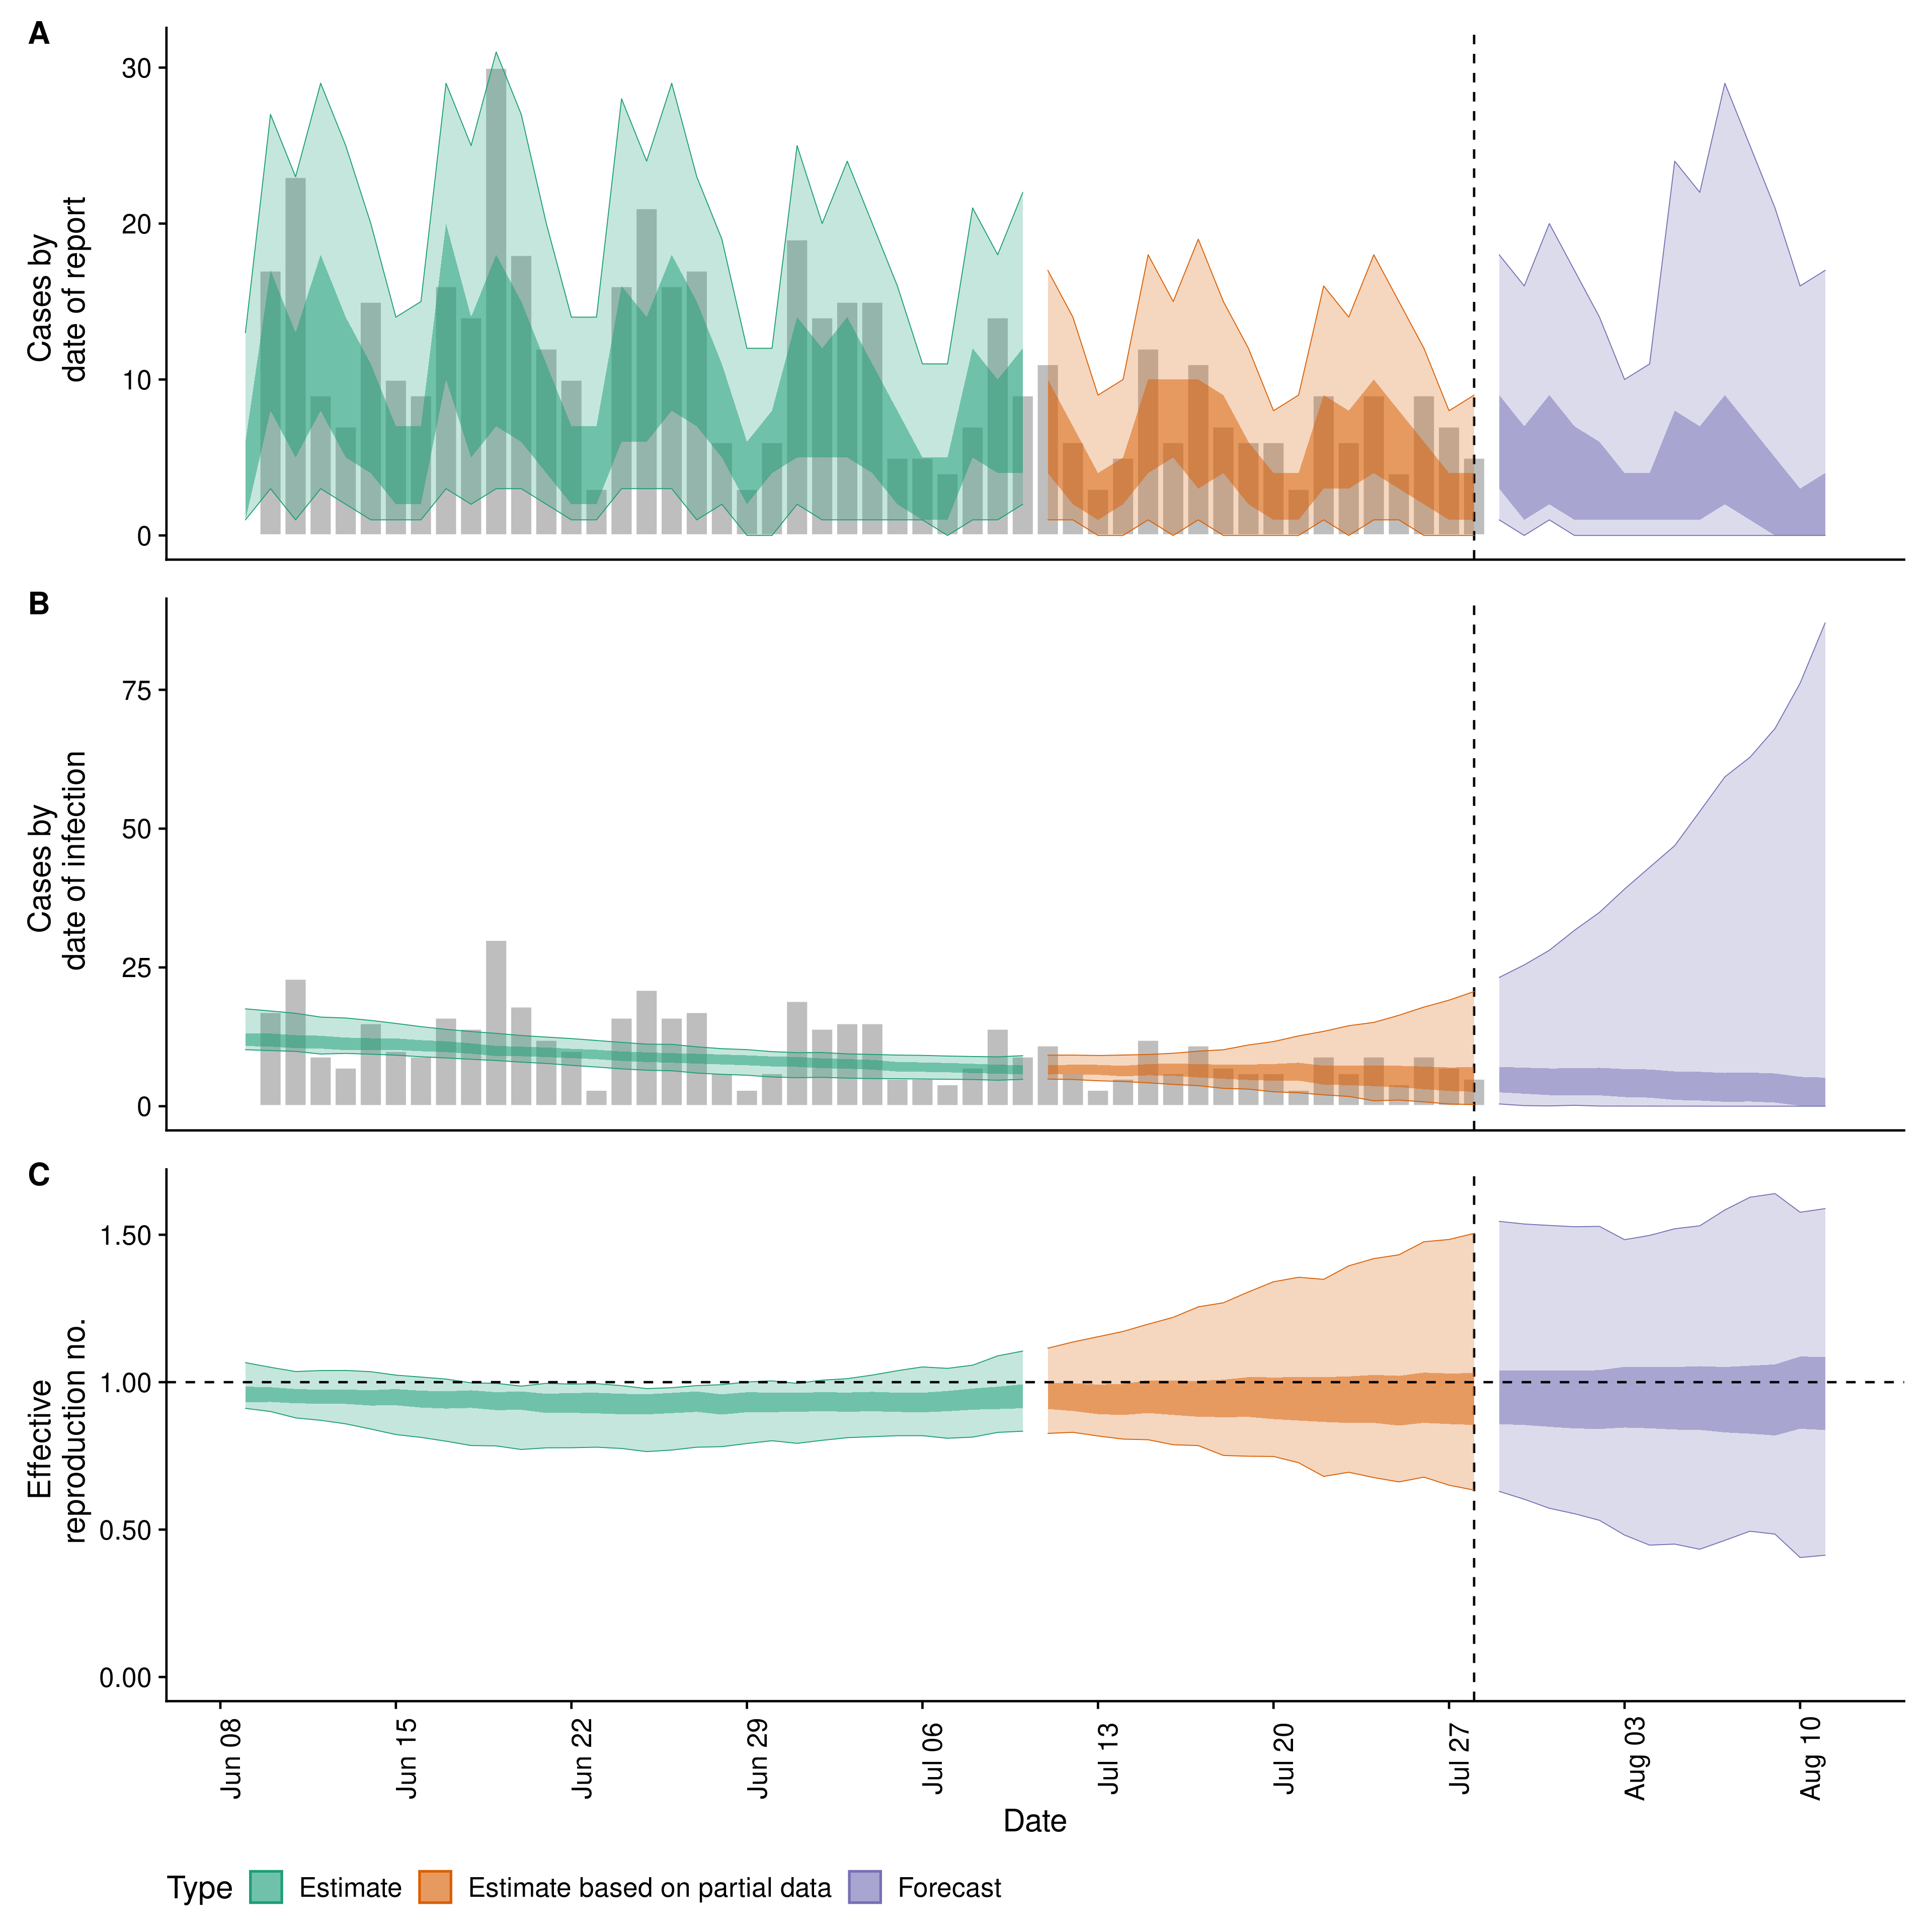 A
Cases by
date of report
30
20
10
0
B
Cases by
date of infection
75
50
25
0
C
Effective
reproduction no.
1.50
1.00
0.50
0.00
Jun 08
Jun 15
Jun 22
Jun 29
Jul 06
Jul 13
Jul 20
Jul 27
Aug 03
Aug 10
Date
Type Estimate Estimate based on partial data Forecast